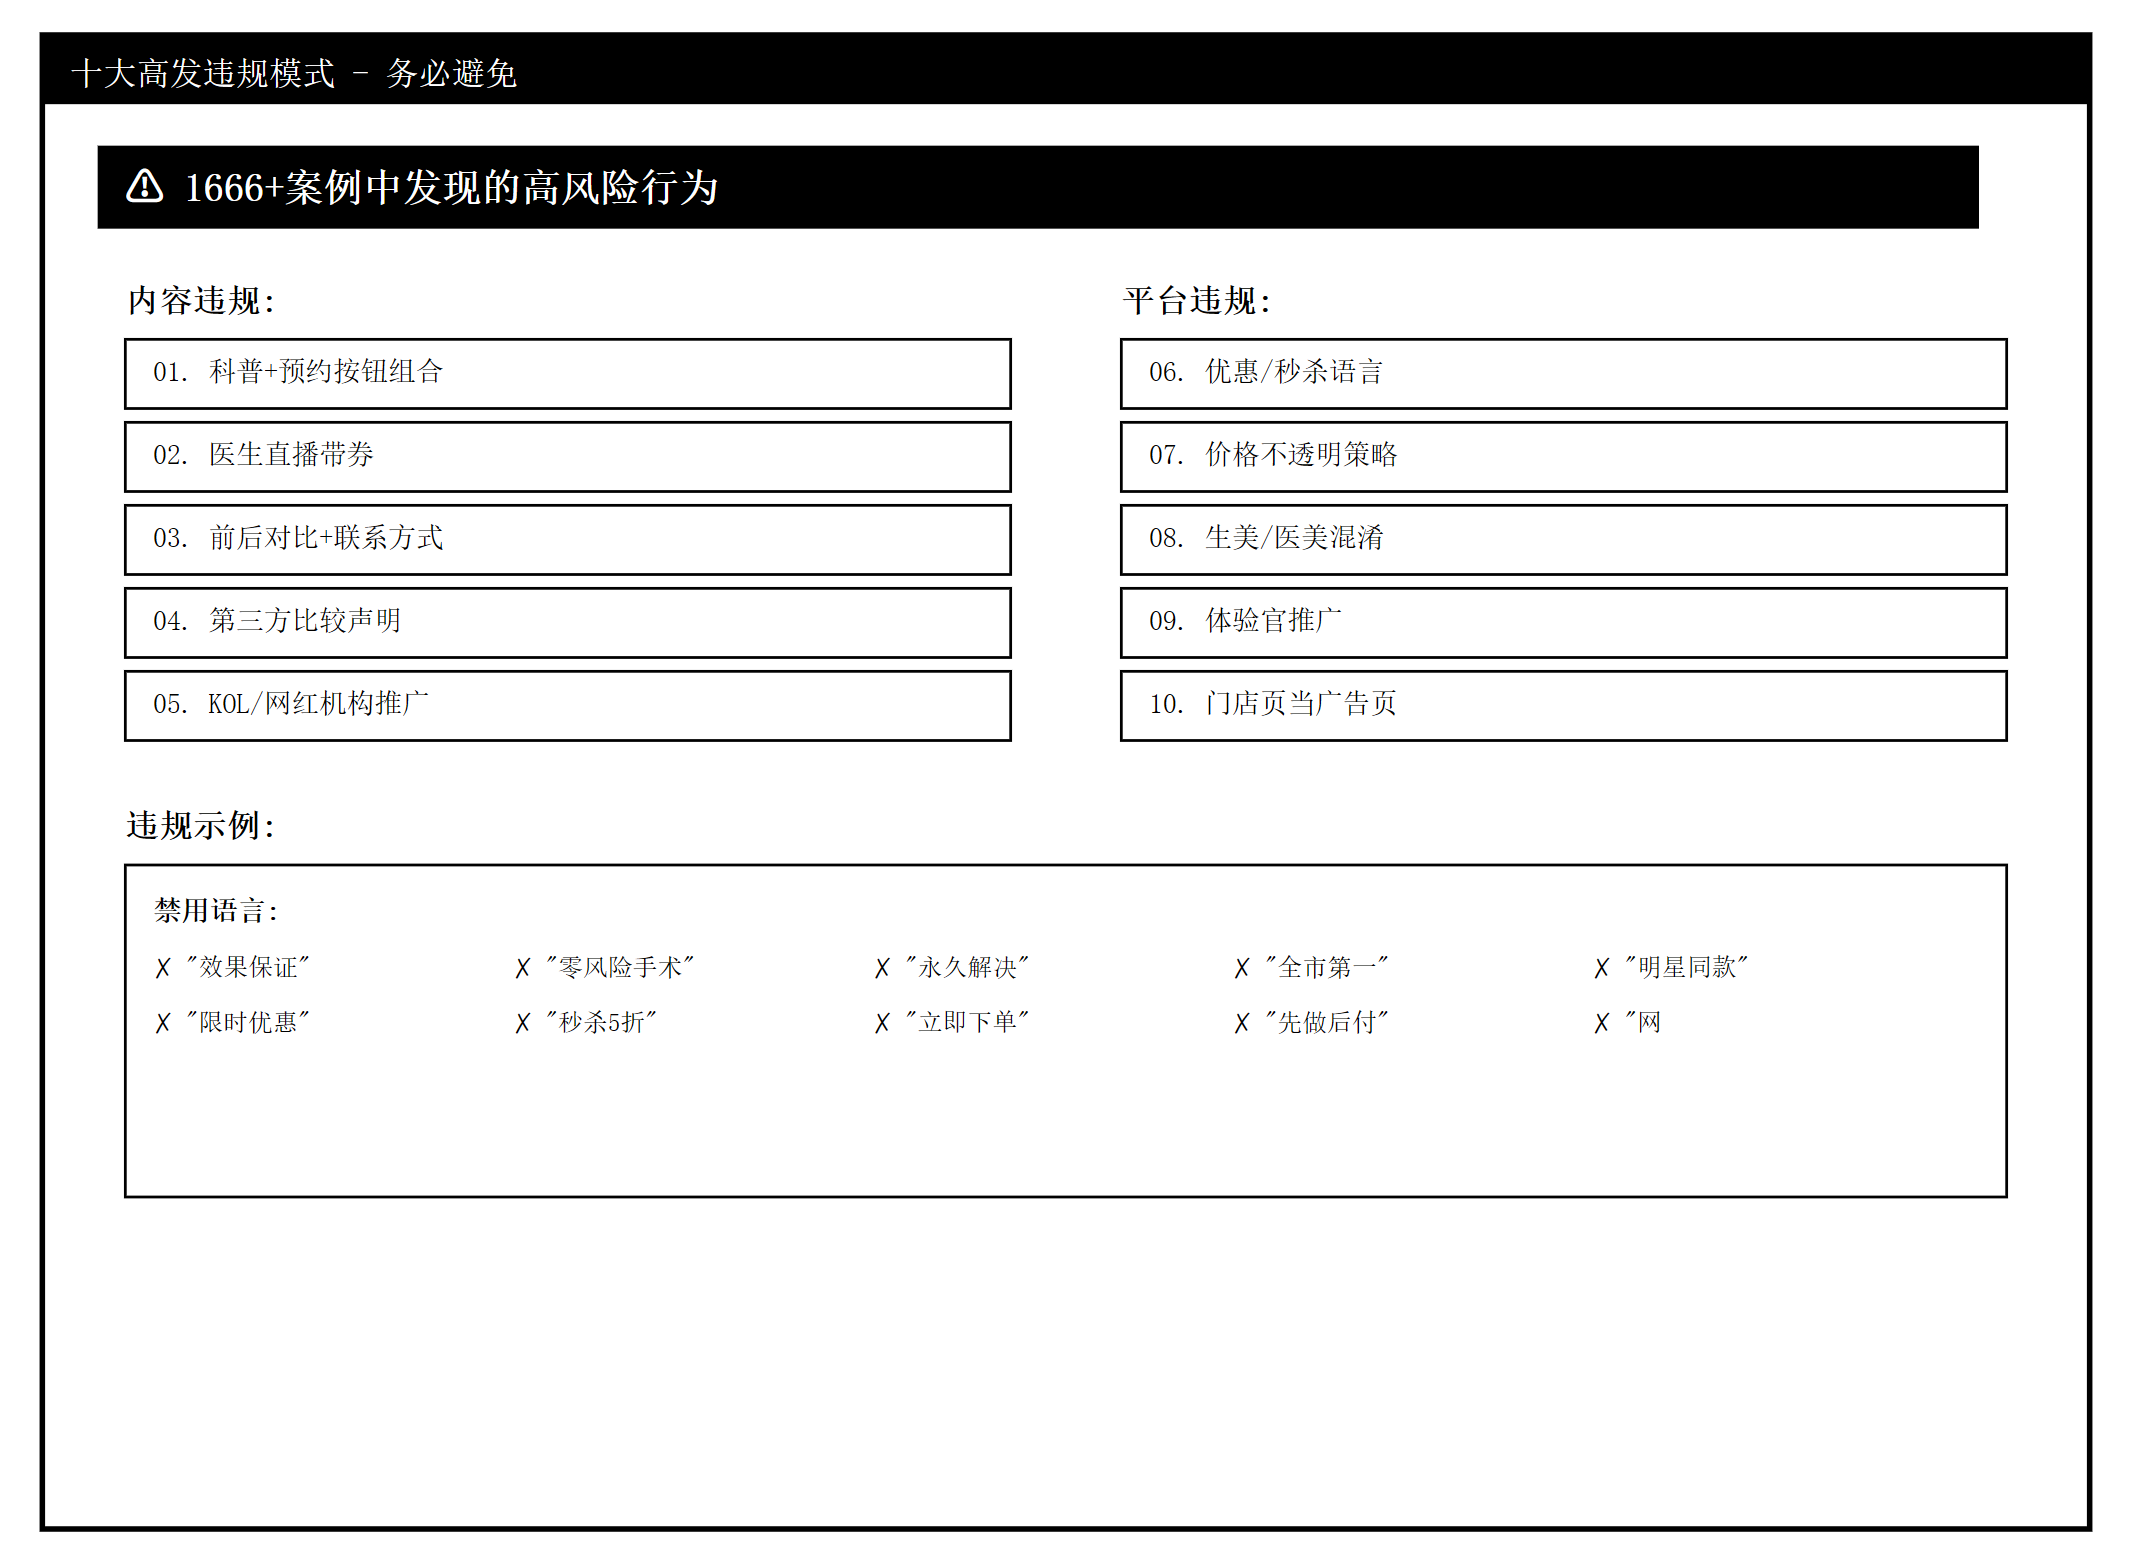 十大高发违规模式 - 务必避免
⚠ 1666+案例中发现的高风险行为
内容违规:
01. 科普+预约按钮组合
02. 医生直播带券
03. 前后对比+联系方式
04. 第三方比较声明
05. KOL/网红机构推广
平台违规:
06. 优惠/秒杀语言
07. 价格不透明策略
08. 生美/医美混淆
09. 体验官推广
10. 门店页当广告页
违规示例:
禁用语言:
✗ "效果保证" ✗ "零风险手术" ✗ "永久解决" ✗ "全市第一" ✗ "明星同款"
✗ "限时优惠" ✗ "秒杀5折" ✗ "立即下单" ✗ "先做后付" ✗ "网